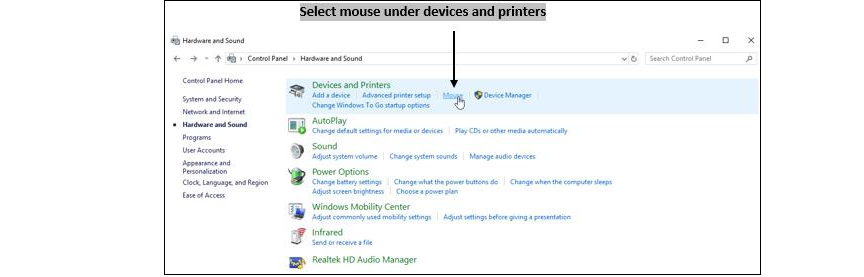 Select mouse under devices and printers
Hardware and Sound
Control Panel > Hardware and Sound
Search Control Panel
Control Panel Home
System and Security
Network and Internet
Hardware and Sound
Programs
User Accounts
Appearance and
Personalization
Clock, Language, and Region
Ease of Access
Devices and Printers
Add a device | Advanced printer setup | Mouse | Device Manager
Change Windows To Go startup options
AutoPlay
Change default settings for media or devices | Play CDs or other media automatically
Sound
Adjust system volume | Change system sounds | Manage audio devices
Power Options
Change battery settings | Change what the power buttons do | Change when the computer sleeps
Adjust screen brightness | Choose a power plan
Windows Mobility Center
Adjust commonly used mobility settings | Adjust settings before giving a presentation
Infrared
Send or receive a file
Realtek HD Audio Manager